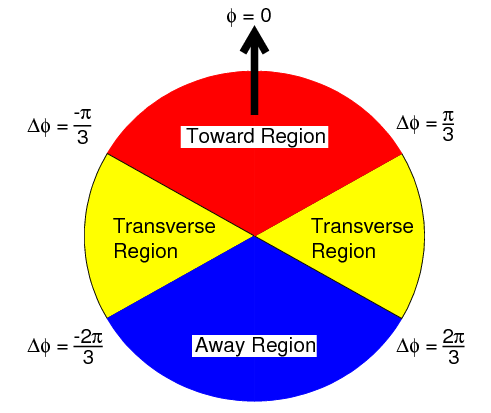 ϕ = 0
Δϕ = -π/3
Δϕ = π/3
Toward Region
Transverse
Region
Transverse
Region
Δϕ = -2π/3
Away Region
Δϕ = 2π/3